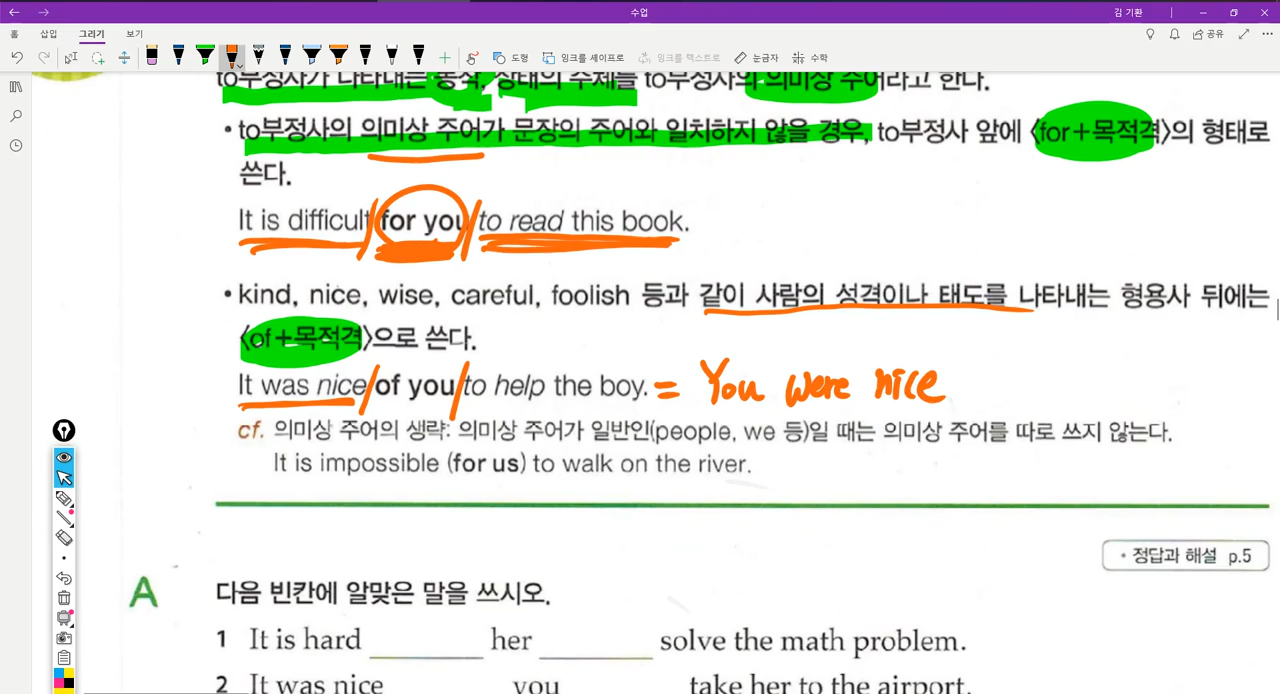 수업
김 기환
홈 삽입 그리기 보기
도형 잉크를 셰이프로 잉크를 텍스트로 눈금자 수학 공유
to부정사가 나타내는 동작, 상태의 주체를 to부정사의 의미상 주어라고 한다.
• to부정사의 의미상 주어가 문장의 주어와 일치하지 않을 경우, to부정사 앞에 〈for+목적격〉의 형태로
쓴다.
It is difficult for you to read this book.
• kind, nice, wise, careful, foolish 등과 같이 사람의 성격이나 태도를 나타내는 형용사 뒤에는
〈of+목적격〉으로 쓴다.
It was nice of you to help the boy. = You were nice
cf. 의미상 주어의 생략: 의미상 주어가 일반인(people, we 등)일 때는 의미상 주어를 따로 쓰지 않는다.
It is impossible (for us) to walk on the river.
• 정답과 해설 p.5
A 다음 빈칸에 알맞은 말을 쓰시오.
1 It is hard ________ her ________ solve the math problem.
2 It was nice you take her to the airport.